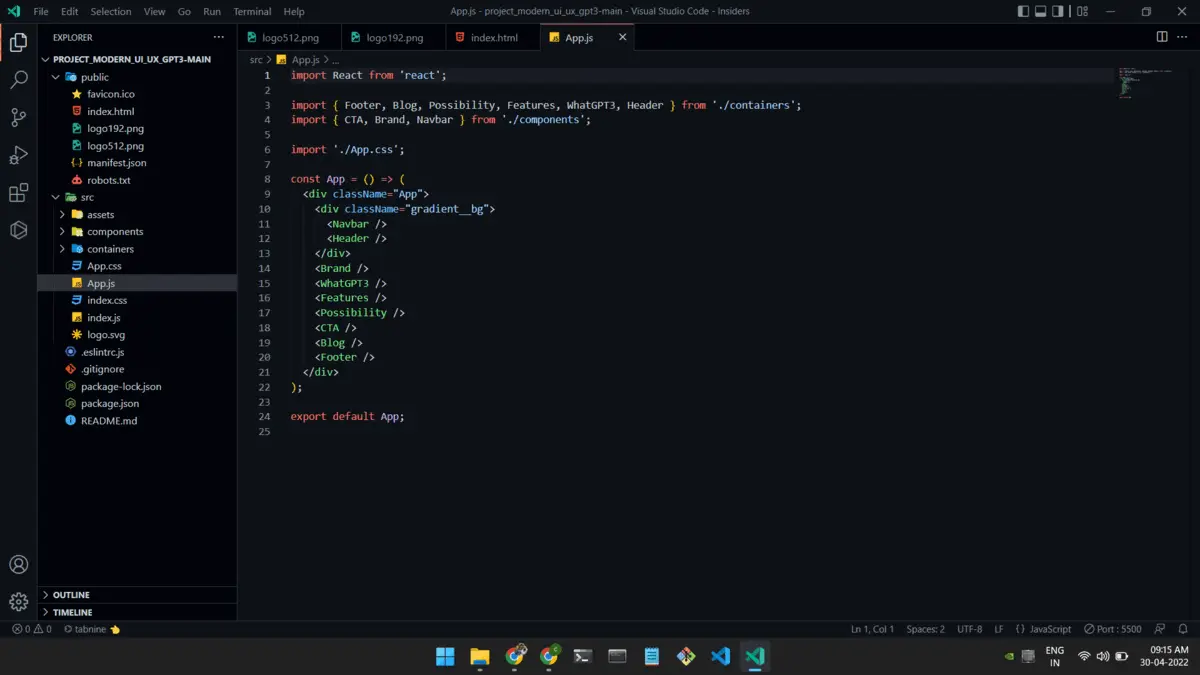 File Edit Selection View Go Run Terminal Help
App.js - project_modern_ui_ux_gpt3-main - Visual Studio Code - Insiders
EXPLORER
PROJECT_MODERN_UI_UX_GPT3-MAIN
public
favicon.ico
index.html
logo192.png
logo512.png
manifest.json
robots.txt
src
assets
components
containers
App.css
App.js
index.css
index.js
logo.svg
.eslintrc.js
.gitignore
package-lock.json
package.json
README.md
OUTLINE
TIMELINE
logo512.png logo192.png index.html App.js
src > App.js > ...
1 import React from 'react';
2
3 import { Footer, Blog, Possibility, Features, WhatGPT3, Header } from './containers';
4 import { CTA, Brand, Navbar } from './components';
5
6 import './App.css';
7
8 const App = () => (
9 <div className="App">
10 <div className="gradient__bg">
11 <Navbar />
12 <Header />
13 </div>
14 <Brand />
15 <WhatGPT3 />
16 <Features />
17 <Possibility />
18 <CTA />
19 <Blog />
20 <Footer />
21 </div>
22 );
23
24 export default App;
25
0 0 tabnine Ln 1, Col 1 Spaces: 2 UTF-8 LF {} JavaScript Port : 5500
ENG
IN
09:15 AM
30-04-2022